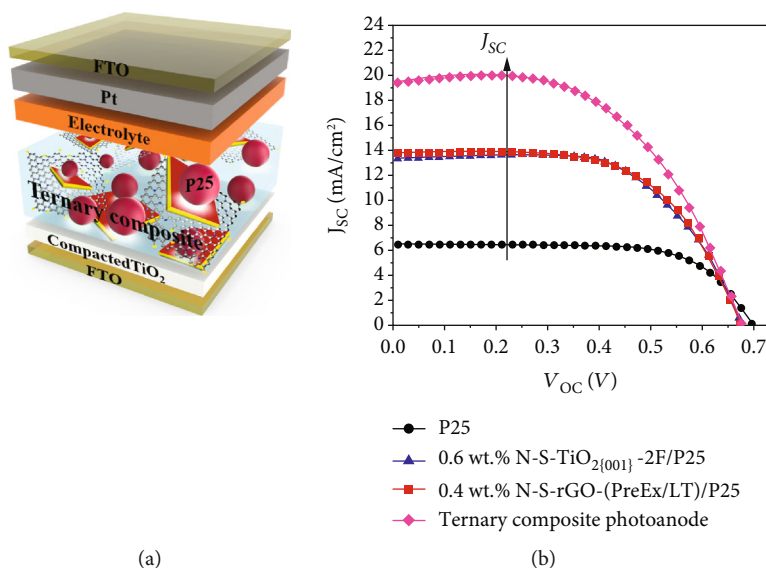 FTO
Pt
Electrolyte
P25
Ternary composite
CompactedTiO2
FTO
(a)
24
22
20
18
16
14
12
10
8
6
4
2
0
JSC (mA/cm²)
JSC
0.0 0.1 0.2 0.3 0.4 0.5 0.6 0.7
VOC (V)
P25
0.6 wt.% N-S-TiO2{001} -2F/P25
0.4 wt.% N-S-rGO-(PreEx/LT)/P25
Ternary composite photoanode
(b)